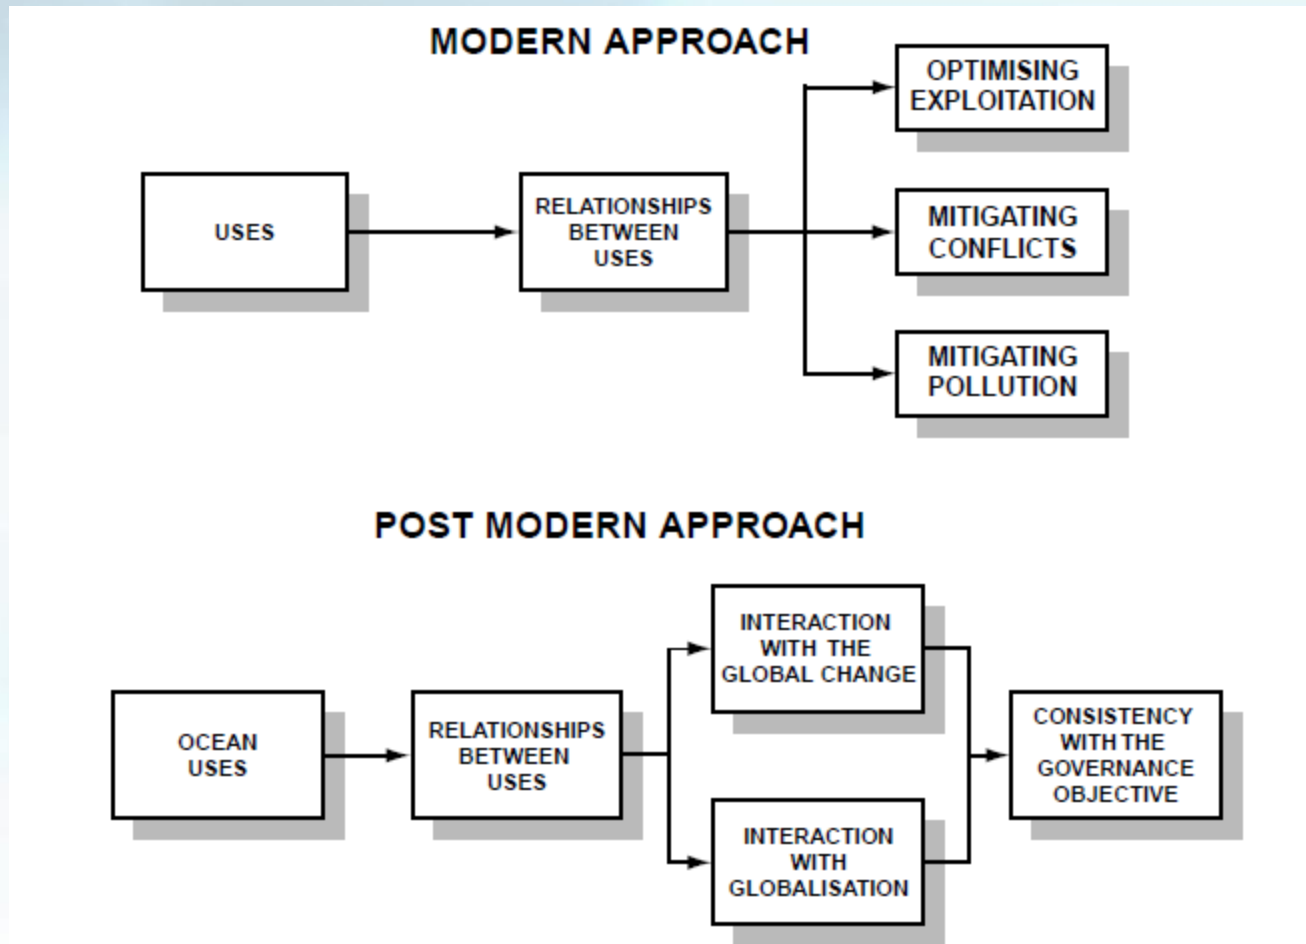 MODERN APPROACH
OPTIMISING
EXPLOITATION
USES
RELATIONSHIPS
BETWEEN
USES
MITIGATING
CONFLICTS
MITIGATING
POLLUTION
POST MODERN APPROACH
OCEAN
USES
RELATIONSHIPS
BETWEEN
USES
INTERACTION
WITH THE
GLOBAL CHANGE
INTERACTION
WITH
GLOBALISATION
CONSISTENCY
WITH THE
GOVERNANCE
OBJECTIVE